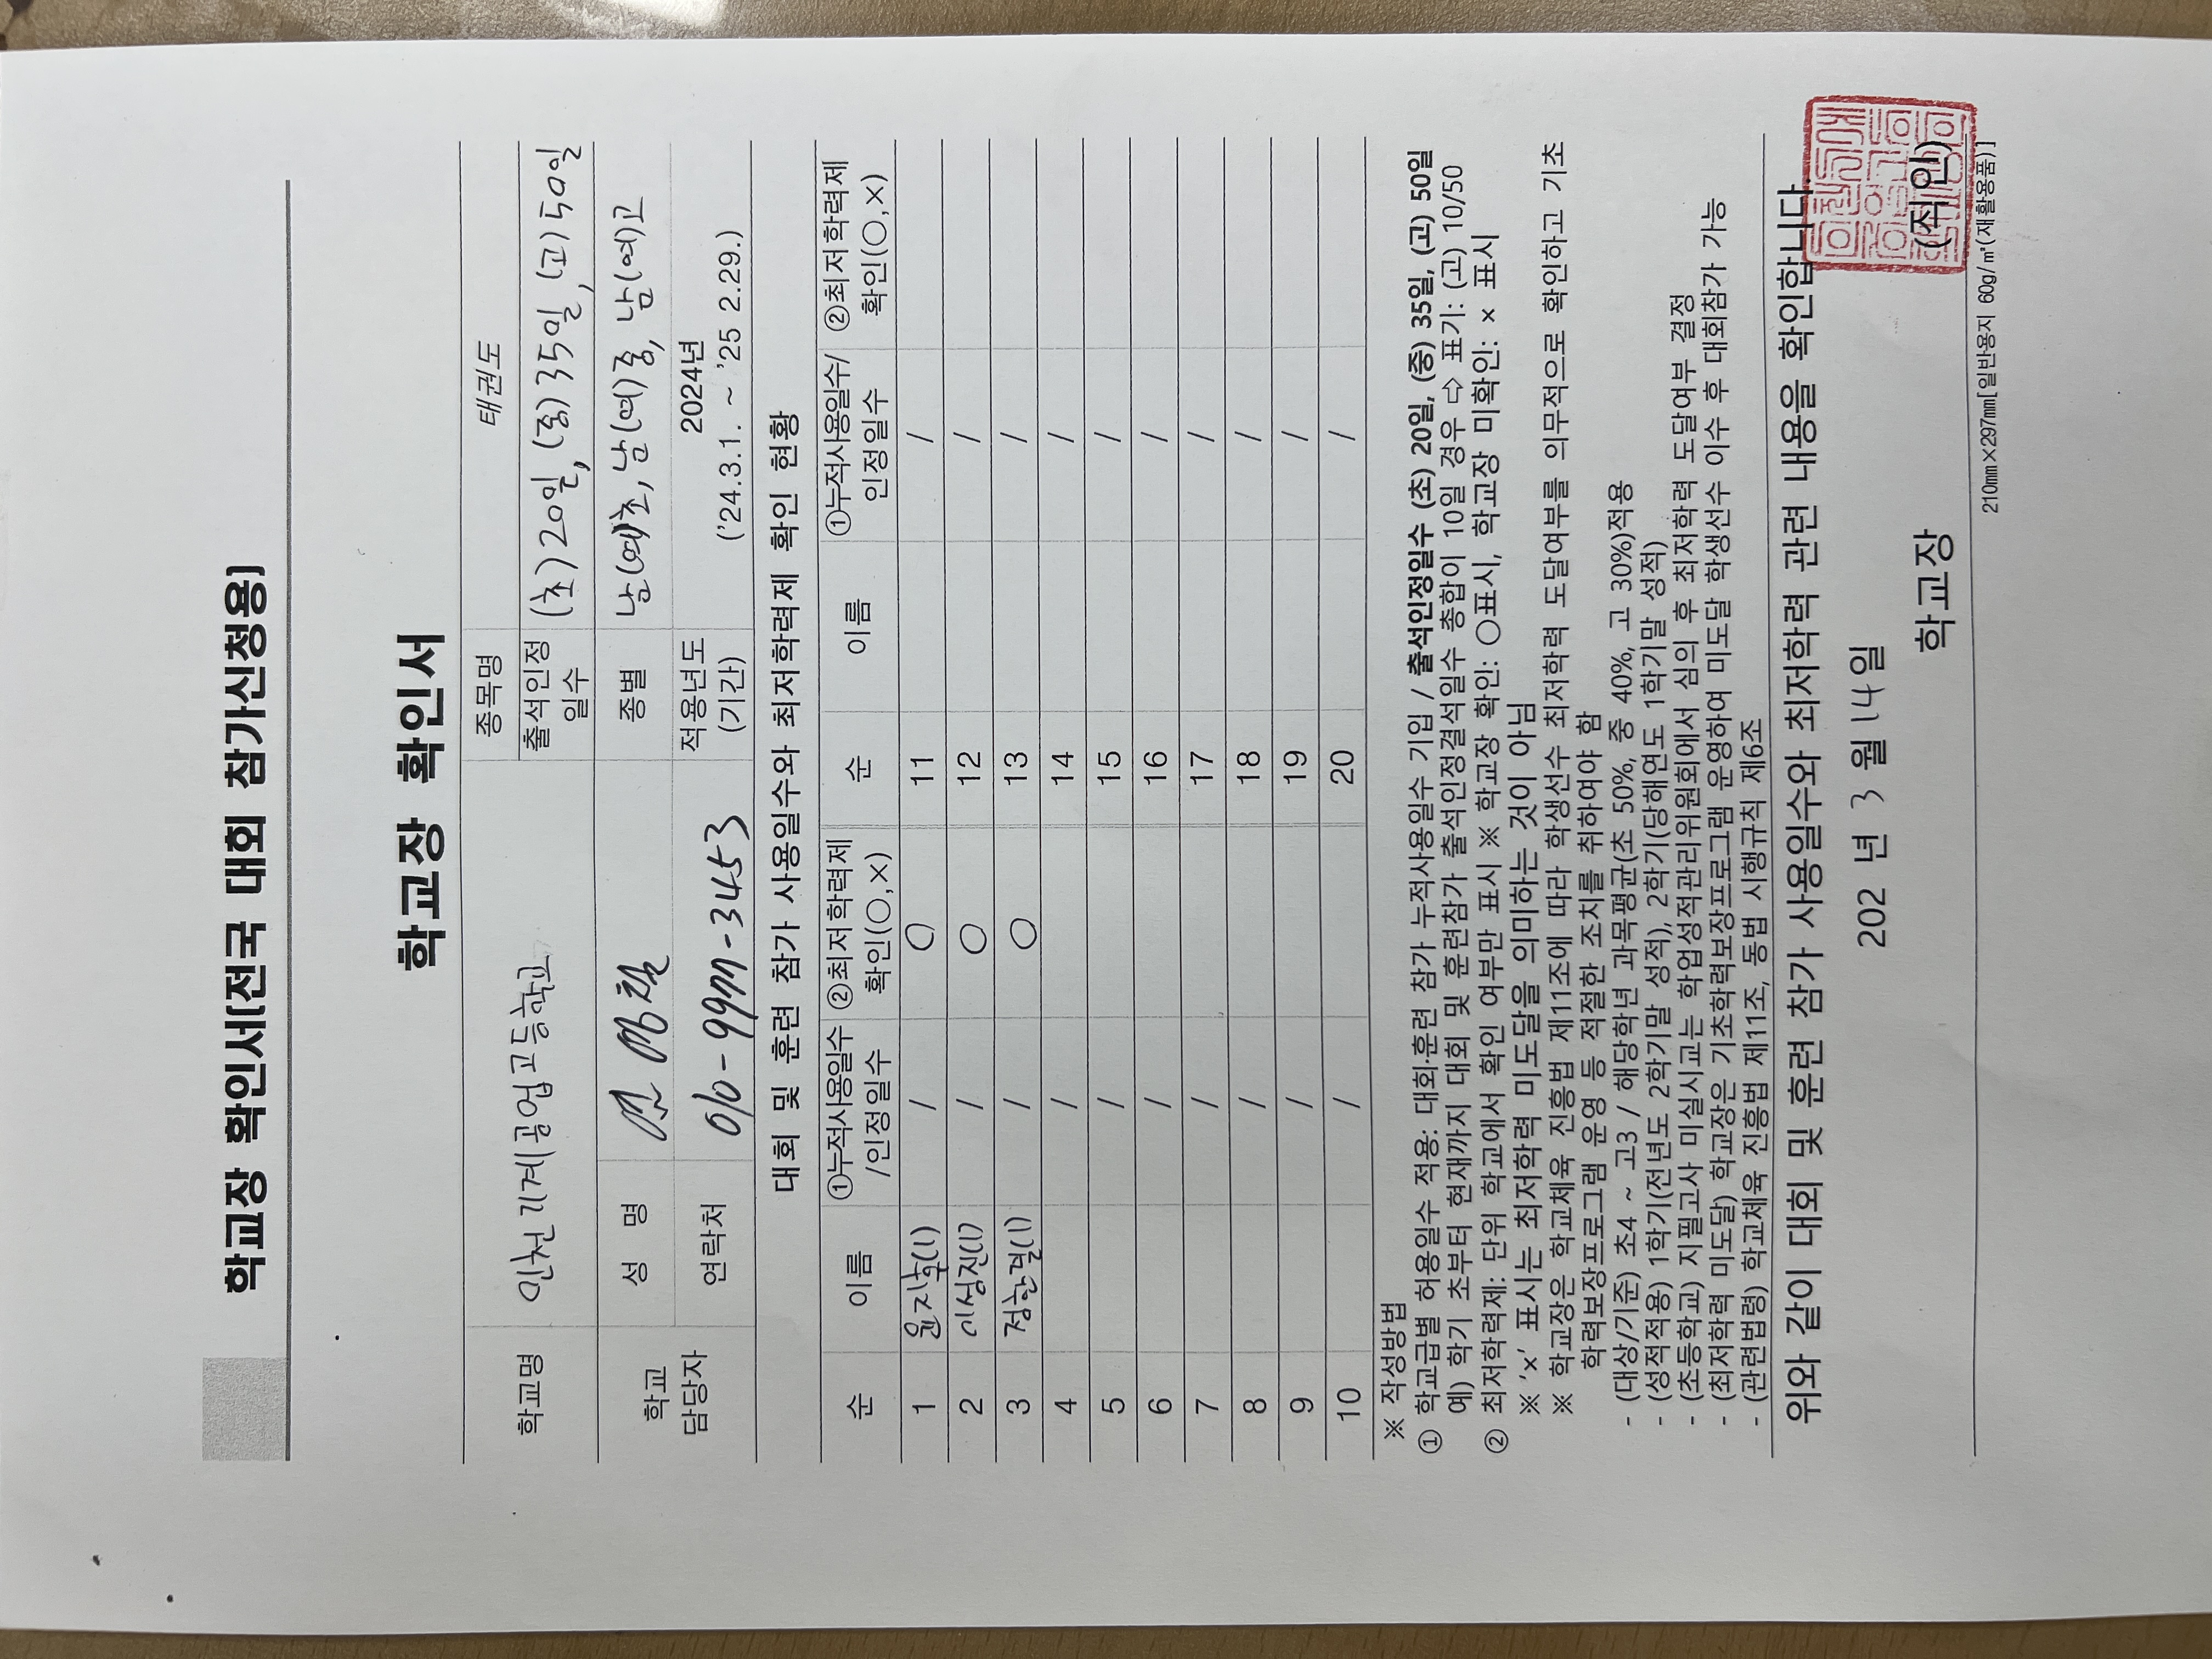 학교장 확인서[전국 대회 참가신청용]
학교장 확인서
학교명 인천기계공업고등학교 종목명 태권도
출석인정일수 (초)20일,(중)35일,(고)50일
학교 담당자 성 명 종별 남(여)초, 남(여)중, 남(여)고
연락처 적용년도 (기간) 2024년
('24.3.1. ~ '25 2.29.)
대회 및 훈련 참가 사용일수와 최저학력제 확인 현황
순 이름 ①누적사용일수/인정일수 ②최저학력제 확인(○,×) 순 이름 ①누적사용일수/인정일수 ②최저학력제 확인(○,×)
1 윤지혁(1) / ○ 11 /
2 이성진(1) / ○ 12 /
3 정한결(1) / ○ 13 /
4 / 14 /
5 / 15 /
6 / 16 /
7 / 17 /
8 / 18 /
9 / 19 /
10 / 20 /
※ 작성방법
① 학교급별 허용일수 적용: 대회·훈련 참가 누적사용일수 기입 / 출석인정일수 (초) 20일, (중) 35일, (고) 50일
예) 학기 초부터 현재까지 대회 및 훈련참가 출석인정결석일수 총합이 10일 경우 ⇨ 표기: (고) 10/50
② 최저학력제: 단위 학교에서 확인 여부만 표시 ※ 학교장 확인: ○표시, 학교장 미확인: × 표시
※ '×' 표시는 최저학력 미도달을 의미하는 것이 아님
※ 학교장은 학교체육 진흥법 제11조에 따라 학생선수 최저학력 도달여부를 의무적으로 확인하고 기초
학력보장프로그램 운영 등 적절한 조치를 취하여야 함
- (대상/기준) 초4 ~ 고3 / 해당학년 과목평균(초 50%, 중 40%, 고 30%)적용
- (성적적용) 1학기(전년도 2학기말 성적), 2학기(당해연도 1학기말 성적)
- (초등학교) 지필고사 미실시교는 학업성적관리위원회에서 심의 후 최저학력 도달여부 결정
- (최저학력 미도달) 학교장은 기초학력보장프로그램 운영하여 미도달 학생선수 이수 후 대회참가 가능
- (관련법령) 학교체육 진흥법 제11조, 동법 시행규칙 제6조
위와 같이 대회 및 훈련 참가 사용일수와 최저학력 관련 내용을 확인합니다.
202 년 3 월 14일
학교장 (직인)
210mm×297mm[일반용지 60g/㎡(재활용품)]